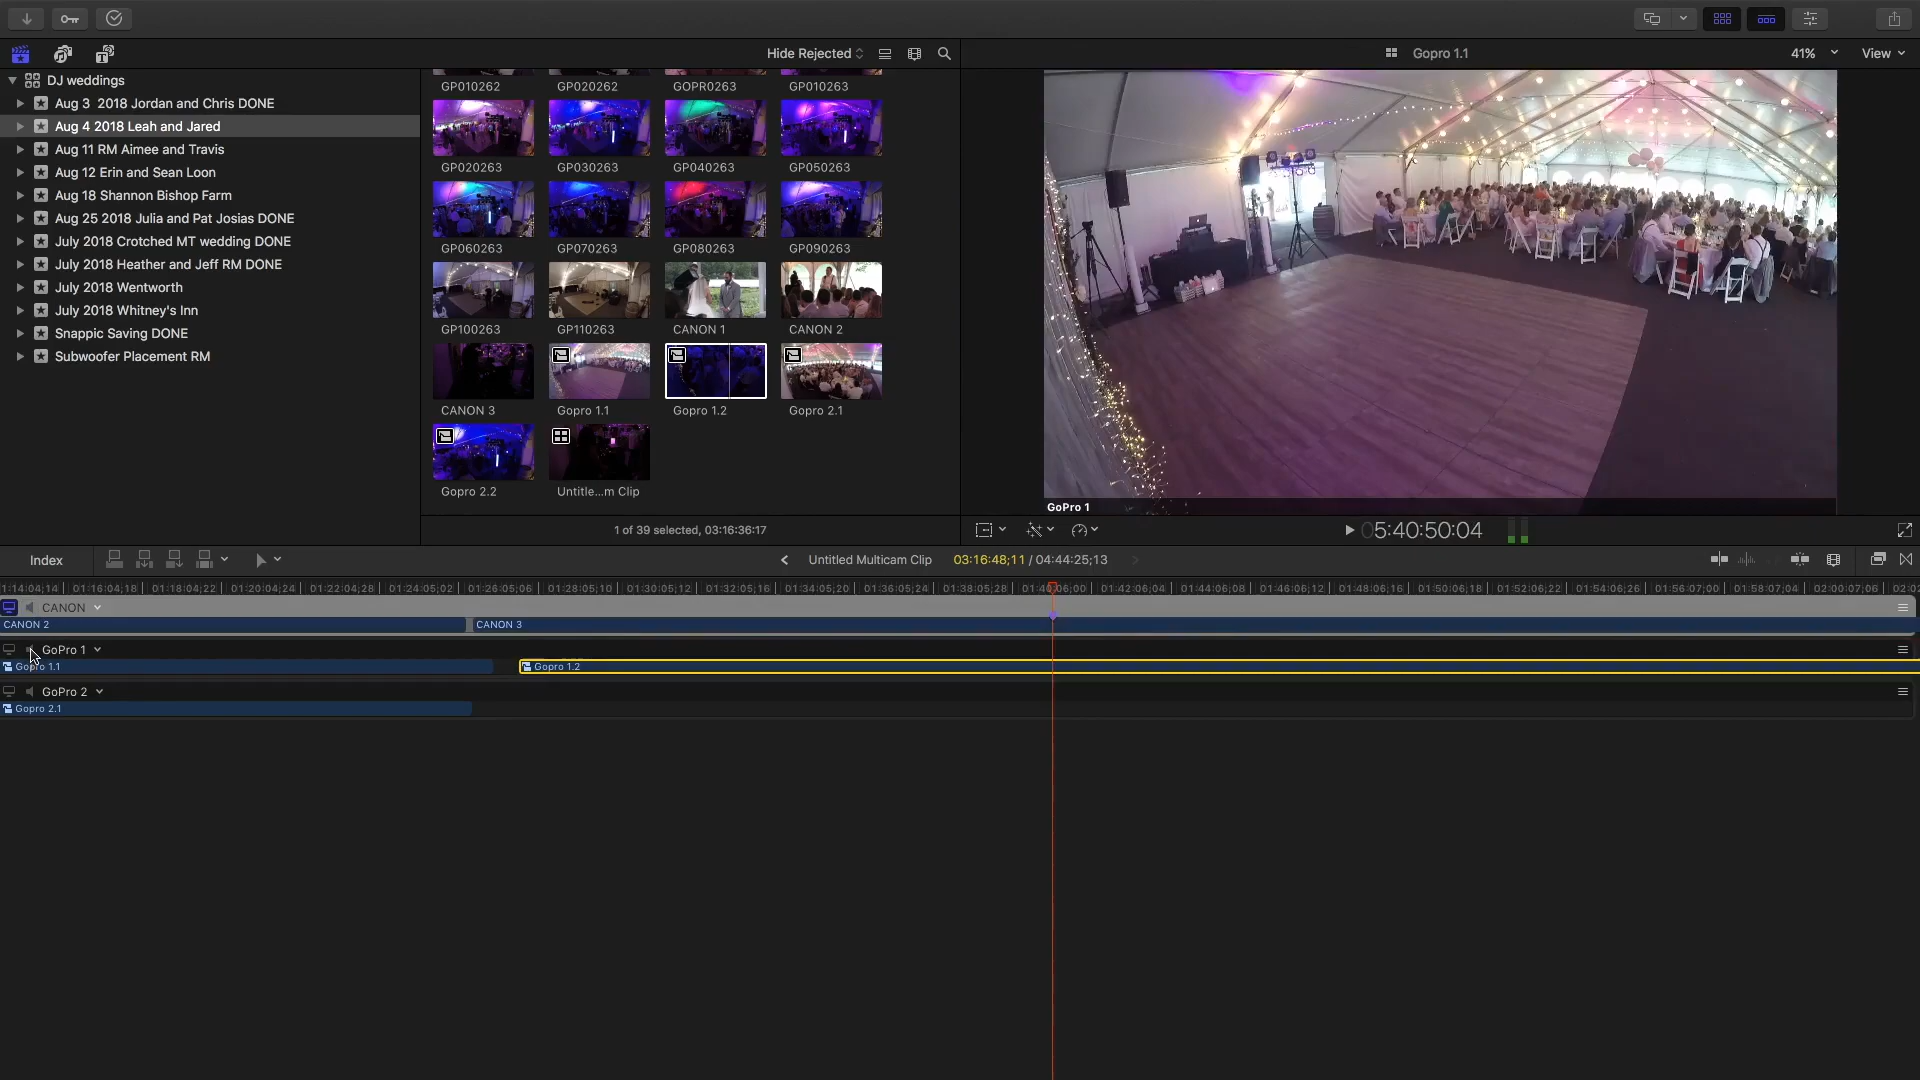 Hide Rejected
Gopro 1.1
41%
View
DJ weddings
Aug 3  2018 Jordan and Chris DONE
Aug 4 2018 Leah and Jared
Aug 11 RM Aimee and Travis
Aug 12 Erin and Sean Loon
Aug 18 Shannon Bishop Farm
Aug 25 2018 Julia and Pat Josias DONE
July 2018 Crotched MT wedding DONE
July 2018 Heather and Jeff RM DONE
July 2018 Wentworth
July 2018 Whitney's Inn
Snappic Saving DONE
Subwoofer Placement RM
GP010262 GP020262 GOPR0263 GP010263
GP020263 GP030263 GP040263 GP050263
GP060263 GP070263 GP080263 GP090263
GP100263 GP110263 CANON 1 CANON 2
CANON 3 Gopro 1.1 Gopro 1.2 Gopro 2.1
Gopro 2.2 Untitle...m Clip
1 of 39 selected, 03:16:36:17
GoPro 1
05:40:50:04
Index
Untitled Multicam Clip 03:16:48;11 / 04:44:25;13
1:14:04;14 01:16:04;18 01:18:04;22 01:20:04;24 01:22:04;28 01:24:05;02 01:26:05;06 01:28:05;10 01:30:05;12 01:32:05;16 01:34:05;20 01:36:05;24 01:38:05;28 01:40:06;00 01:42:06;04 01:44:06;08 01:46:06;12 01:48:06;16 01:50:06;18 01:52:06;22 01:54:06;26 01:56:07;00 01:58:07;04 02:00:07;06 02:02
CANON
CANON 2 CANON 3
GoPro 1
Gopro 1.1 Gopro 1.2
GoPro 2
Gopro 2.1